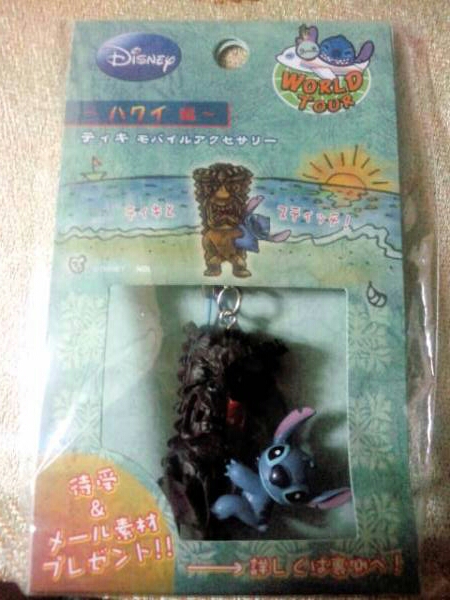 Disney
WORLD
TOUR
～ ハワイ 編～
ティキ モバイルアクセサリー
ティキと
スティッチ!
待受
&
メール素材
プレゼント!!
詳しくは裏面へ!